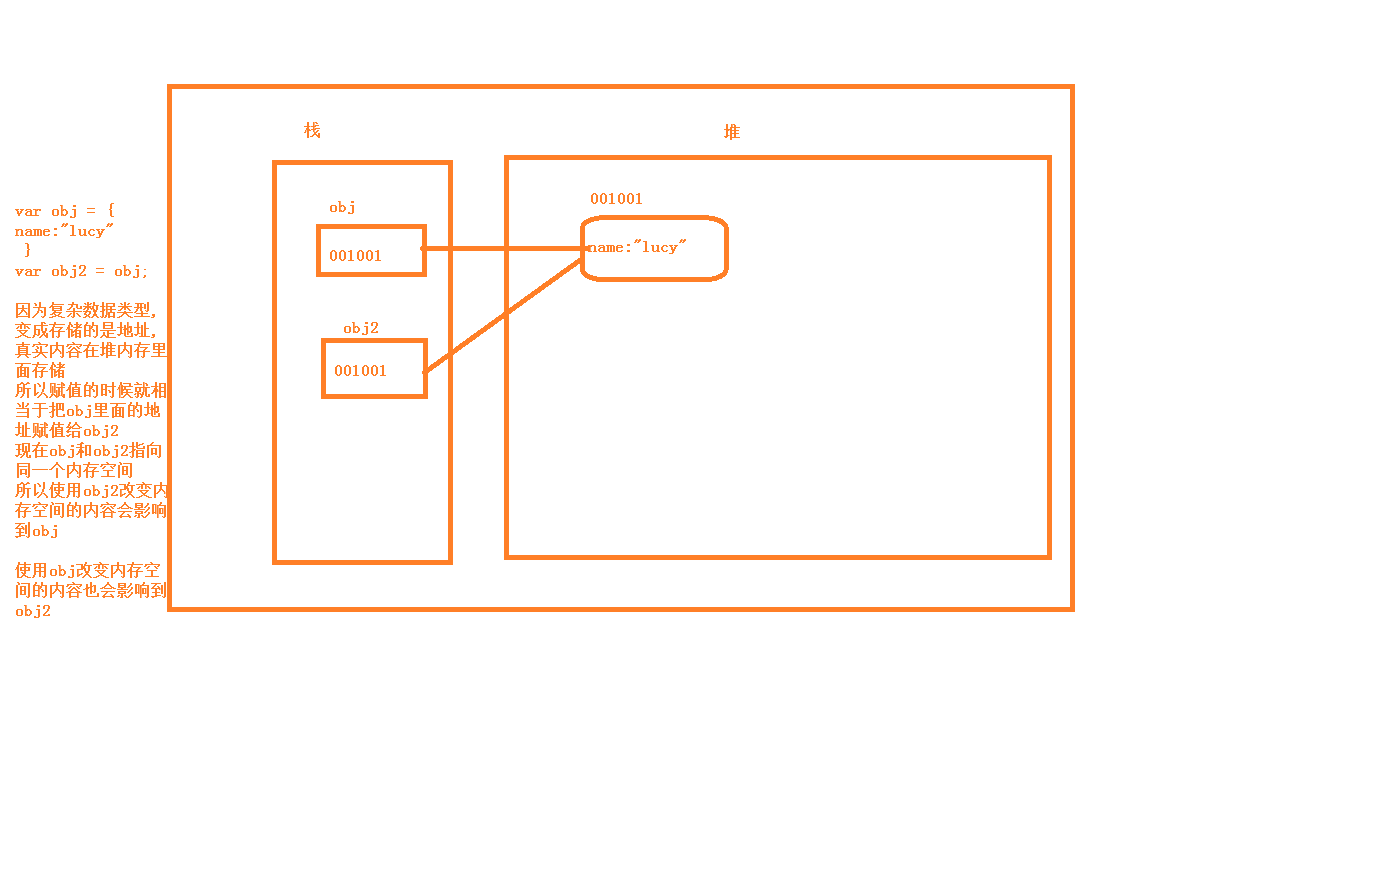 var obj = {
name:"lucy"
}
var obj2 = obj;
因为复杂数据类型,
变成存储的是地址,
真实内容在堆内存里
面存储
所以赋值的时候就相
当于把obj里面的地
址赋值给obj2
现在obj和obj2指向
同一个内存空间
所以使用obj2改变内
存空间的内容会影响
到obj
使用obj改变内存空
间的内容也会影响到
obj2
栈
obj
001001
obj2
001001
堆
001001
name:"lucy"